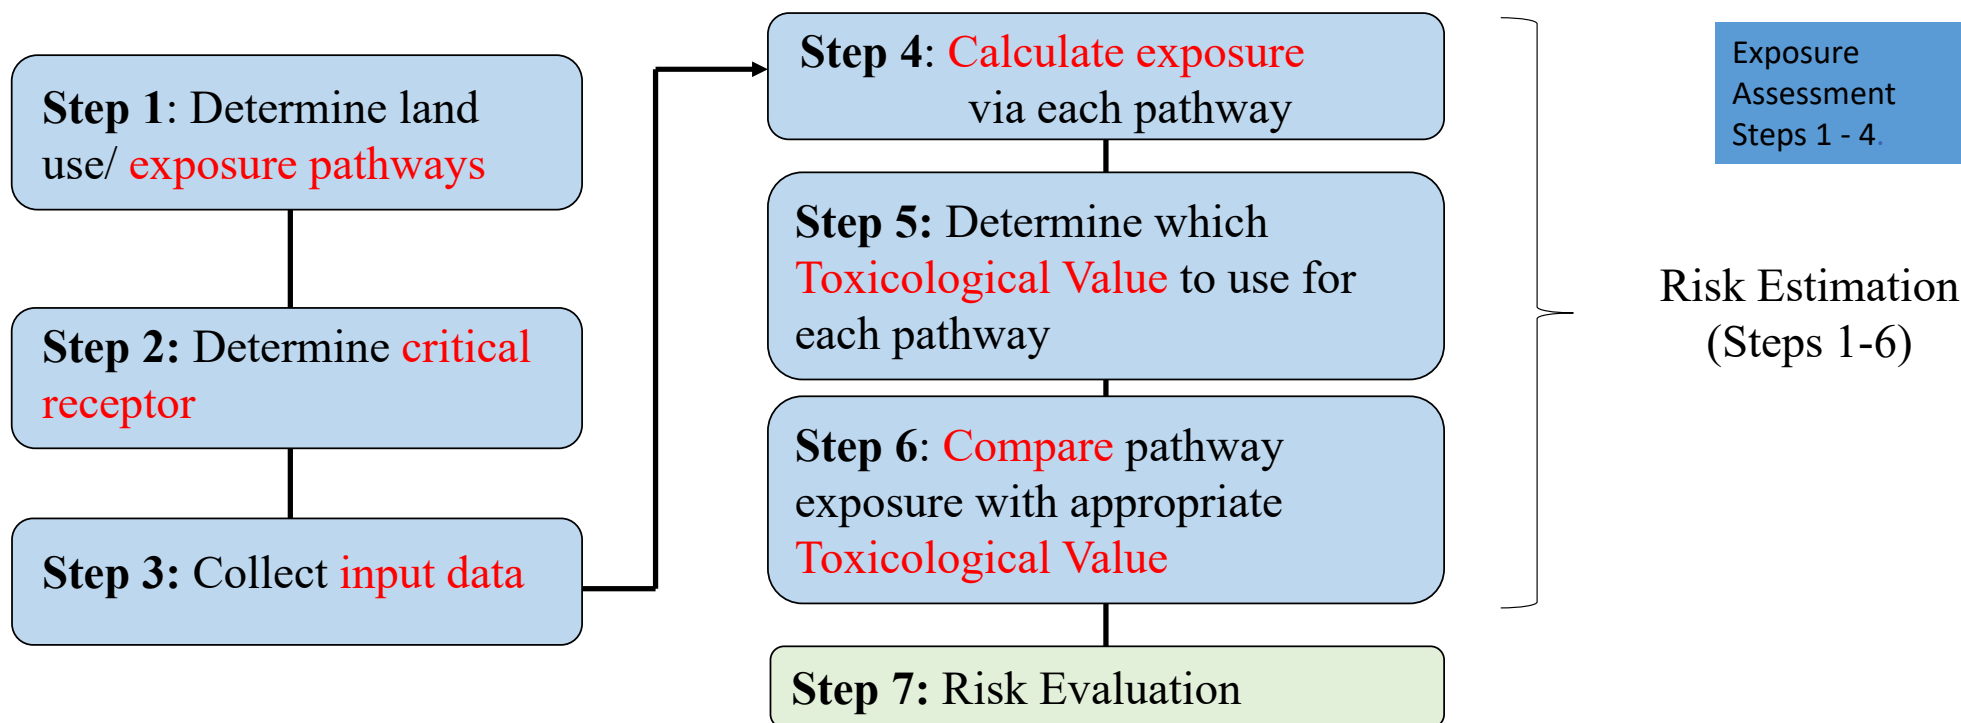 Step 1: Determine land
use/ exposure pathways
Step 2: Determine critical
receptor
Step 3: Collect input data
Step 4: Calculate exposure
via each pathway
Step 5: Determine which
Toxicological Value to use for
each pathway
Step 6: Compare pathway
exposure with appropriate
Toxicological Value
Step 7: Risk Evaluation
Exposure
Assessment
Steps 1 - 4.
Risk Estimation
(Steps 1-6)